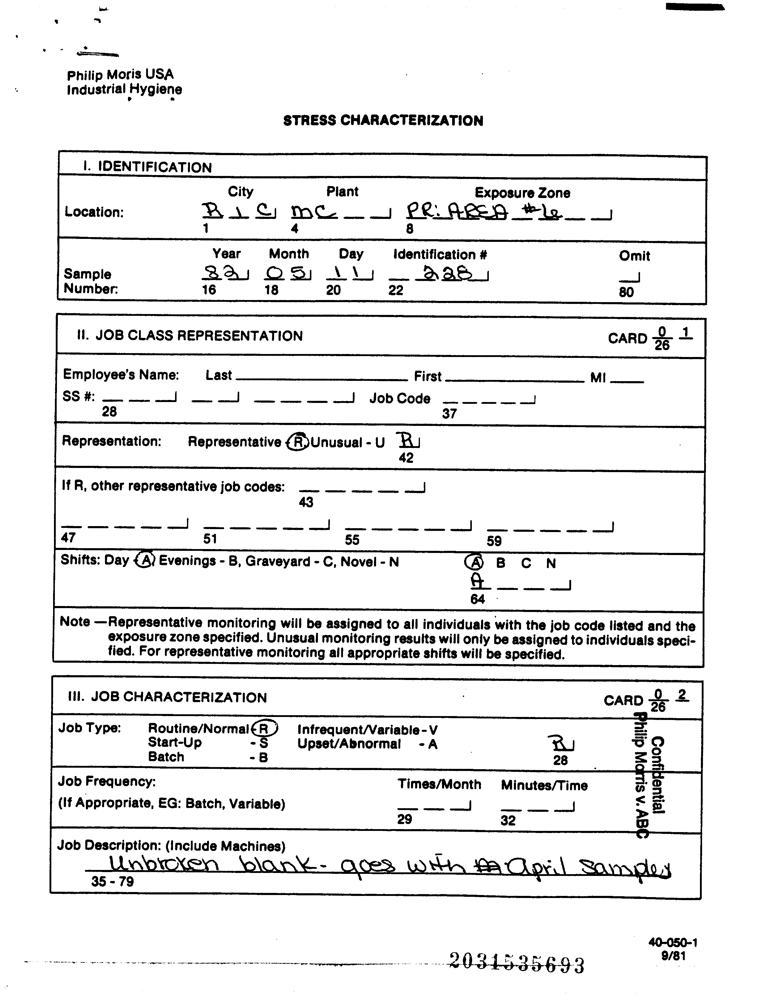 Philip Moris USA
Industrial Hygiene
STRESS CHARACTERIZATION
I. IDENTIFICATION
City Plant Exposure Zone
Location: R I C MC PR: AREA #6
1 4 8
Year Month Day Identification # Omit
Sample Number: 82 05 11 228
16 18 20 22 80
II. JOB CLASS REPRESENTATION CARD 0 1
26
Employee's Name: Last First MI
SS #: Job Code
28 37
Representation: Representative - R Unusual - U R
42
If R, other representative job codes:
43
47 51 55 59
Shifts: Day - A Evenings - B, Graveyard - C, Novel - N A B C N
A
64
Note — Representative monitoring will be assigned to all individuals with the job code listed and the
exposure zone specified. Unusual monitoring results will only be assigned to individuals speci-
fied. For representative monitoring all appropriate shifts will be specified.
III. JOB CHARACTERIZATION CARD 0 2
26
Job Type: Routine/Normal - R Infrequent/Variable - V
Start-Up - S Upset/Abnormal - A R
Batch - B 28
Confidential
Philip Morris v. ABC
Job Frequency: Times/Month Minutes/Time
(If Appropriate, EG: Batch, Variable)
29 32
Job Description: (Include Machines)
Unbroken blank - goes with April samples
35 - 79
40-050-1
9/81
2031535693